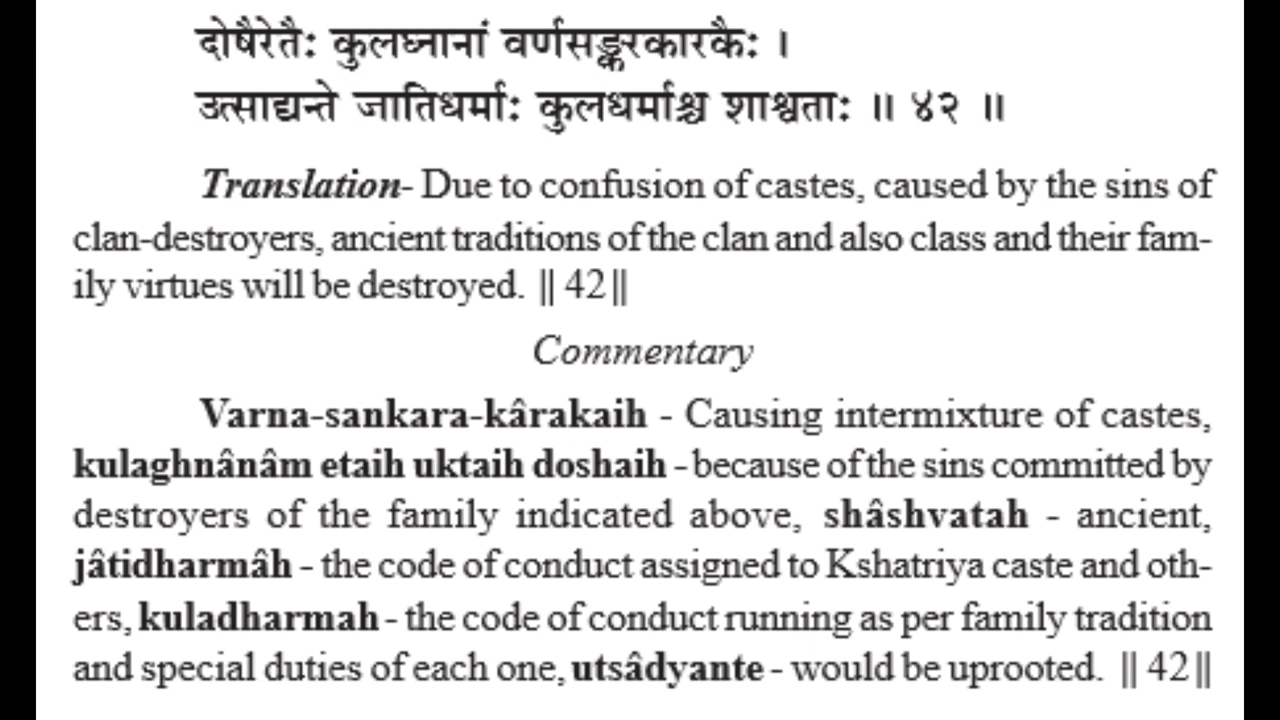 दोषैरेतैः कुलघ्नानां वर्णसङ्करकारकैः ।
उत्साद्यन्ते जातिधर्माः कुलधर्माश्च शाश्वताः ॥ ४२ ॥
Translation- Due to confusion of castes, caused by the sins of
clan-destroyers, ancient traditions of the clan and also class and their fam-
ily virtues will be destroyed. || 42||
Commentary
Varna-sankara-kârakaih - Causing intermixture of castes,
kulaghnânâm etaih uktaih doshaih - because of the sins committed by
destroyers of the family indicated above, shâshvatah - ancient,
jâtidharmâh - the code of conduct assigned to Kshatriya caste and oth-
ers, kuladharmah - the code of conduct running as per family tradition
and special duties of each one, utsâdyante - would be uprooted. || 42||